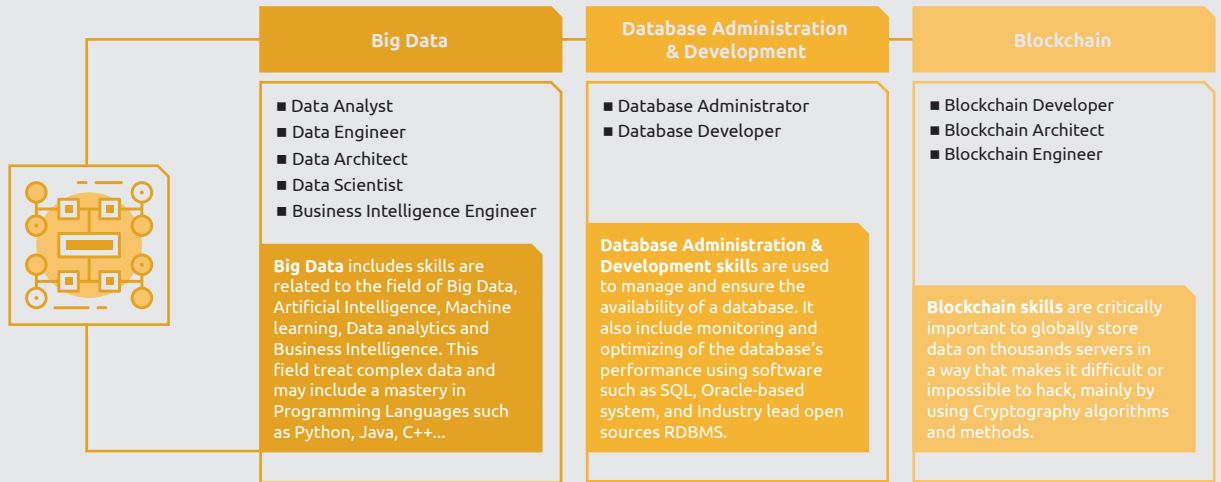 Big Data
■ Data Analyst
■ Data Engineer
■ Data Architect
■ Data Scientist
■ Business Intelligence Engineer
Big Data includes skills are
related to the field of Big Data,
Artificial Intelligence, Machine
learning, Data analytics and
Business Intelligence. This
field treat complex data and
may include a mastery in
Programming Languages such
as Python, Java, C++...
Database Administration
& Development
■ Database Administrator
■ Database Developer
Database Administration &
Development skills are used
to manage and ensure the
availability of a database. It
also include monitoring and
optimizing of the database's
performance using software
such as SQL, Oracle-based
system, and Industry lead open
sources RDBMS.
Blockchain
■ Blockchain Developer
■ Blockchain Architect
■ Blockchain Engineer
Blockchain skills are critically
important to globally store
data on thousands servers in
a way that makes it difficult or
impossible to hack, mainly by
using Cryptography algorithms
and methods.